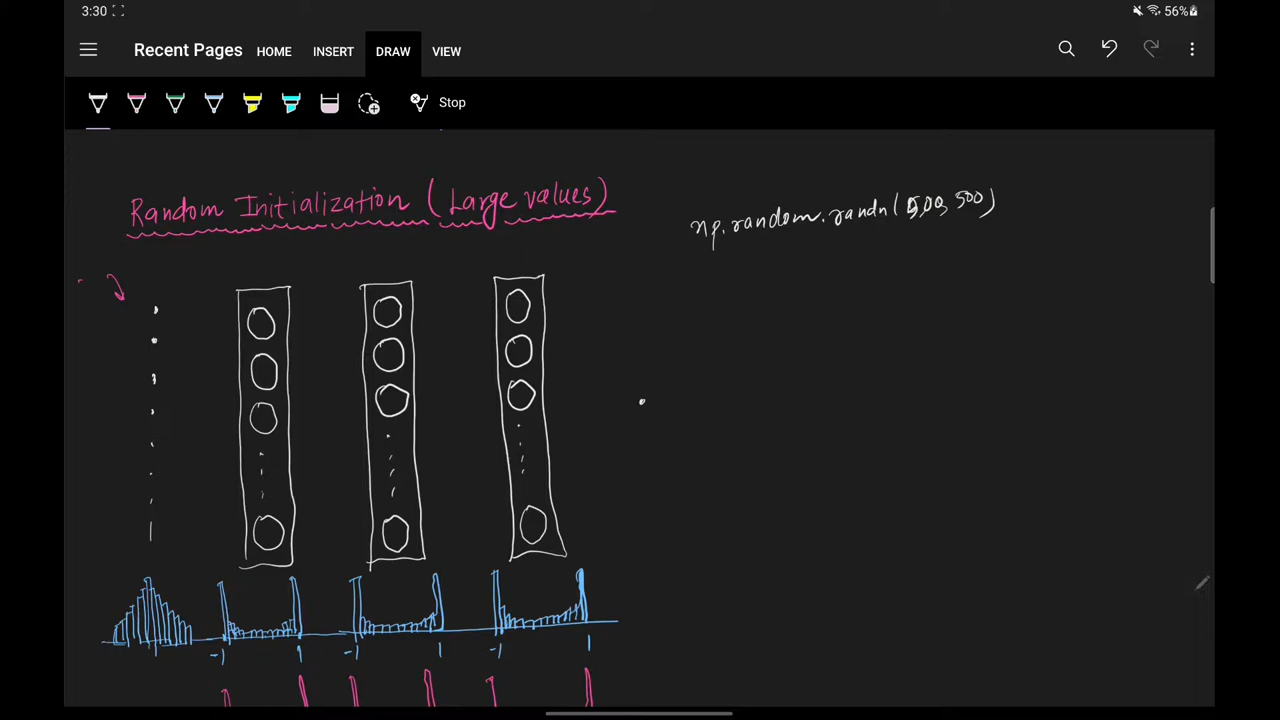 3:30
56%
Recent Pages HOME INSERT DRAW VIEW
Stop
Random Initialization (Large values)
np.random.randn(500, 500)
-1 1 -1 1 -1 1